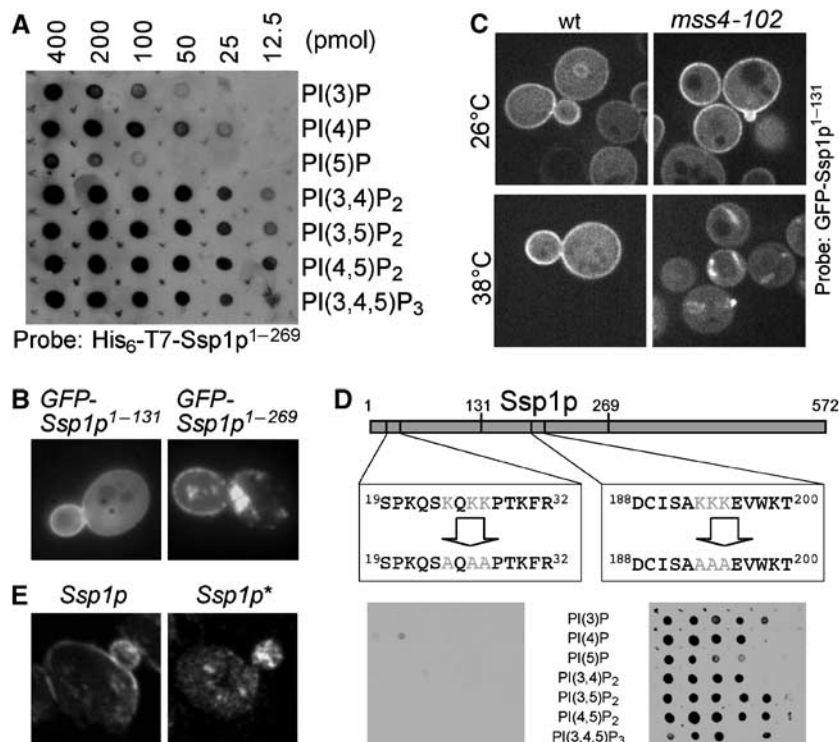 A
400 200 100 50 25 12.5 (pmol)
PI(3)P
PI(4)P
PI(5)P
PI(3,4)P2
PI(3,5)P2
PI(4,5)P2
PI(3,4,5)P3
Probe: His6-T7-Ssp1p1–269
C
wt mss4-102
26°C
38°C
Probe: GFP-Ssp1p1–131
B
GFP- GFP-
Ssp1p1–131 Ssp1p1–269
D
Ssp1p
1 131 269 572
19SPKQSKQKKPTKFR32
19SPKQSAQAAPTKFR32
188DCISAKKKEVWKT200
188DCISAAAAEVWKT200
E
Ssp1p Ssp1p*
PI(3)P
PI(4)P
PI(5)P
PI(3,4)P2
PI(3,5)P2
PI(4,5)P2
PI(3,4,5)P3